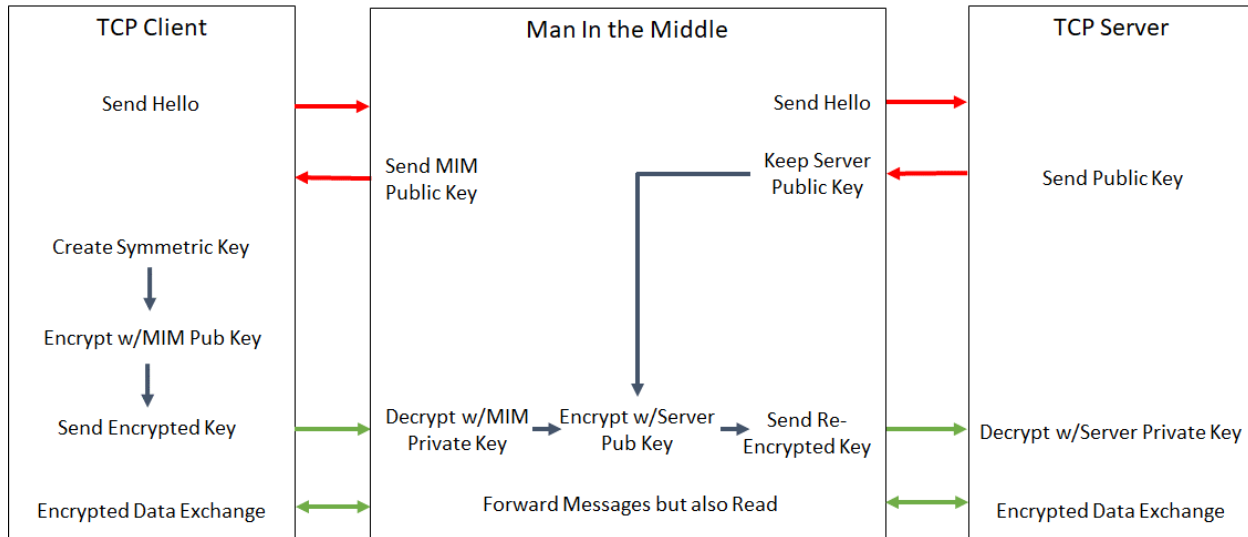 TCP Client
Man In the Middle
TCP Server
Send Hello
Send Hello
Send MIM
Public Key
Keep Server
Public Key
Send Public Key
Create Symmetric Key
Encrypt w/MIM Pub Key
Send Encrypted Key
Decrypt w/MIM
Private Key
Encrypt w/Server
Pub Key
Send Re-
Encrypted Key
Decrypt w/Server Private Key
Encrypted Data Exchange
Forward Messages but also Read
Encrypted Data Exchange